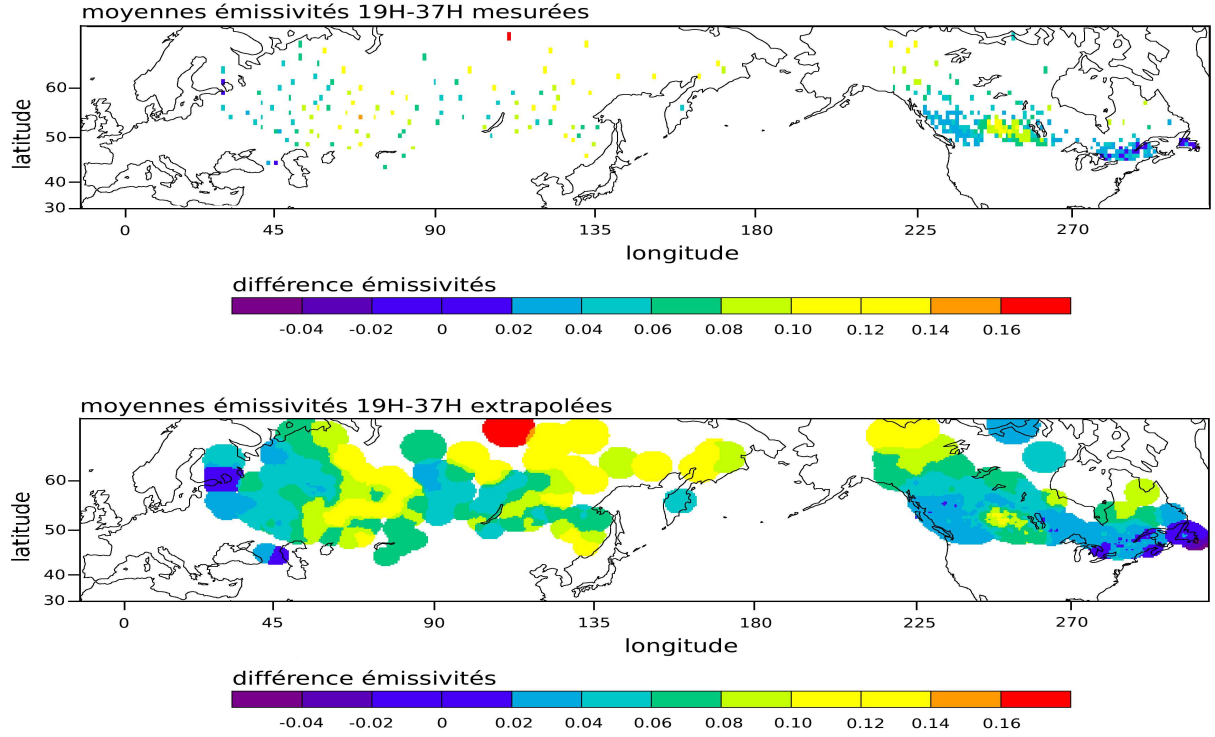 moyennes émissivités 19H-37H mesurées
latitude
60
50
40
30
0 45 90 135 180 225 270
longitude
différence émissivités
-0.04 -0.02 0 0.02 0.04 0.06 0.08 0.10 0.12 0.14 0.16
moyennes émissivités 19H-37H extrapolées
latitude
60
50
40
30
0 45 90 135 180 225 270
longitude
différence émissivités
-0.04 -0.02 0 0.02 0.04 0.06 0.08 0.10 0.12 0.14 0.16